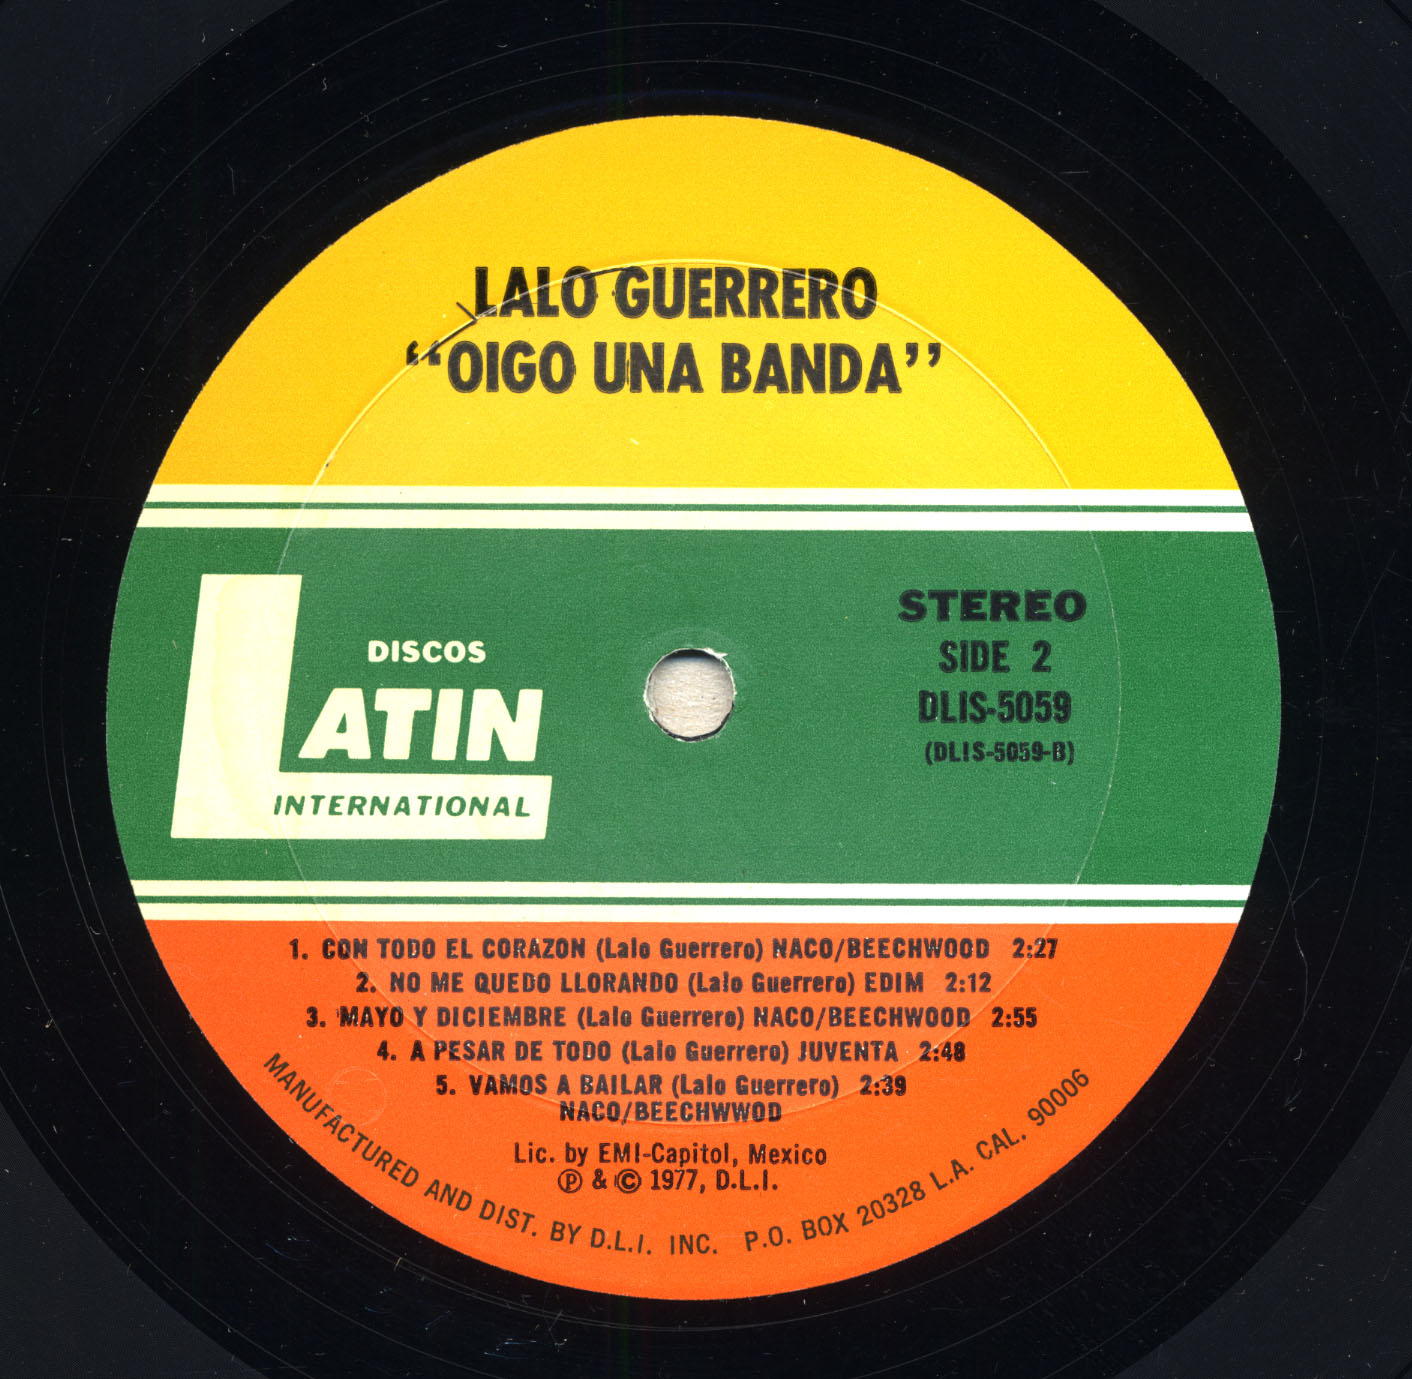 LALO GUERRERO
“OIGO UNA BANDA”
DISCOS
LATIN
INTERNATIONAL
STEREO
SIDE 2
DLIS-5059
(DLIS-5059-B)
1. CON TODO EL CORAZON (Lalo Guerrero) NACO/BEECHWOOD 2:27
2. NO ME QUEDO LLORANDO (Lalo Guerrero) EDIM 2:12
3. MAYO Y DICIEMBRE (Lalo Guerrero) NACO/BEECHWOOD 2:55
4. A PESAR DE TODO (Lalo Guerrero) JUVENTA 2:48
5. VAMOS A BAILAR (Lalo Guerrero) 2:39
NACO/BEECHWWOD
Lic. by EMI-Capitol, Mexico
℗ & © 1977, D.L.I.
MANUFACTURED AND DIST. BY D.L.I. INC. P.O. BOX 20328 L.A. CAL. 90006